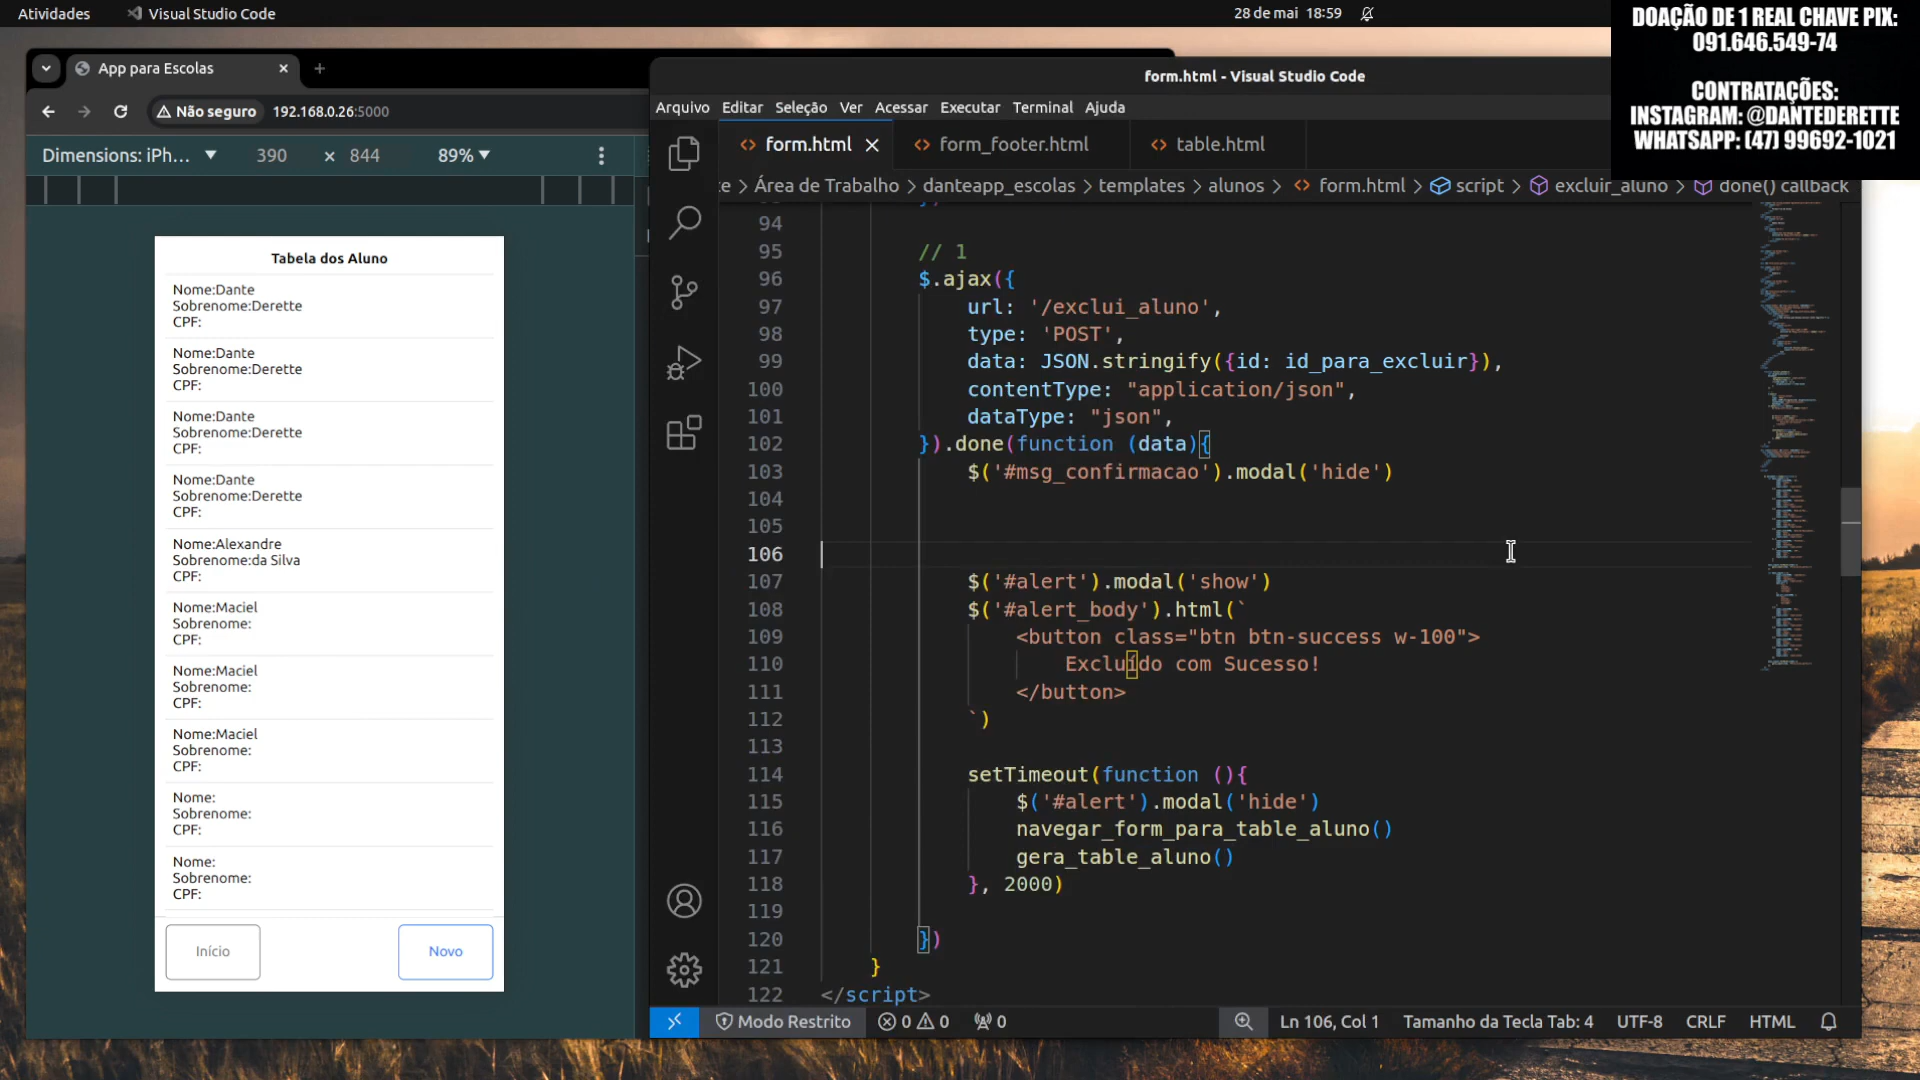 Atividades
Visual Studio Code
28 de mai 18:59
DOAÇÃO DE 1 REAL CHAVE PIX:
091.646.549-74
CONTRATAÇÕES:
INSTAGRAM: @DANTEDERETTE
WHATSAPP: (47) 99692-1021
App para Escolas
Não seguro
192.168.0.26:5000
Dimensions: iPh...
390
×
844
89%
Tabela dos Aluno
Nome:Dante
Sobrenome:Derette
CPF:
Nome:Dante
Sobrenome:Derette
CPF:
Nome:Dante
Sobrenome:Derette
CPF:
Nome:Dante
Sobrenome:Derette
CPF:
Nome:Alexandre
Sobrenome:da Silva
CPF:
Nome:Maciel
Sobrenome:
CPF:
Nome:Maciel
Sobrenome:
CPF:
Nome:Maciel
Sobrenome:
CPF:
Nome:
Sobrenome:
CPF:
Nome:
Sobrenome:
CPF:
Início
Novo
form.html - Visual Studio Code
Arquivo Editar Seleção Ver Acessar Executar Terminal Ajuda
form.html
form_footer.html
table.html
te > Área de Trabalho > danteapp_escolas > templates > alunos > form.html > script > excluir_aluno > done() callback
94
95 // 1
96 $.ajax({
97 url: '/exclui_aluno',
98 type: 'POST',
99 data: JSON.stringify({id: id_para_excluir}),
100 contentType: "application/json",
101 dataType: "json",
102 }).done(function (data){
103 $('#msg_confirmacao').modal('hide')
104
105
106
107 $('#alert').modal('show')
108 $('#alert_body').html(`
109 <button class="btn btn-success w-100">
110 Excluído com Sucesso!
111 </button>
112 `)
113
114 setTimeout(function (){
115 $('#alert').modal('hide')
116 navegar_form_para_table_aluno()
117 gera_table_aluno()
118 }, 2000)
119
120 })
121 }
122 </script>
Modo Restrito
0 0
0
Ln 106, Col 1
Tamanho da Tecla Tab: 4
UTF-8
CRLF
HTML